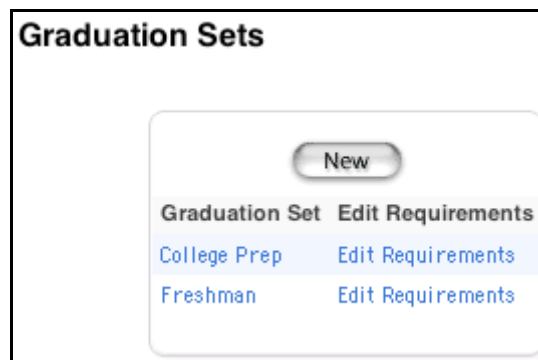 Graduation Sets
New
Graduation Set Edit Requirements
College Prep Edit Requirements
Freshman Edit Requirements